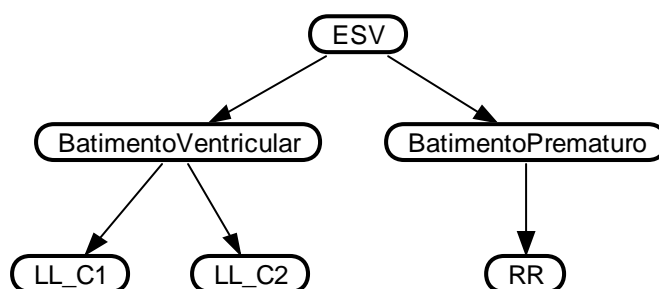 ESV
BatimentoVentricular
BatimentoPrematuro
LL_C1
LL_C2
RR